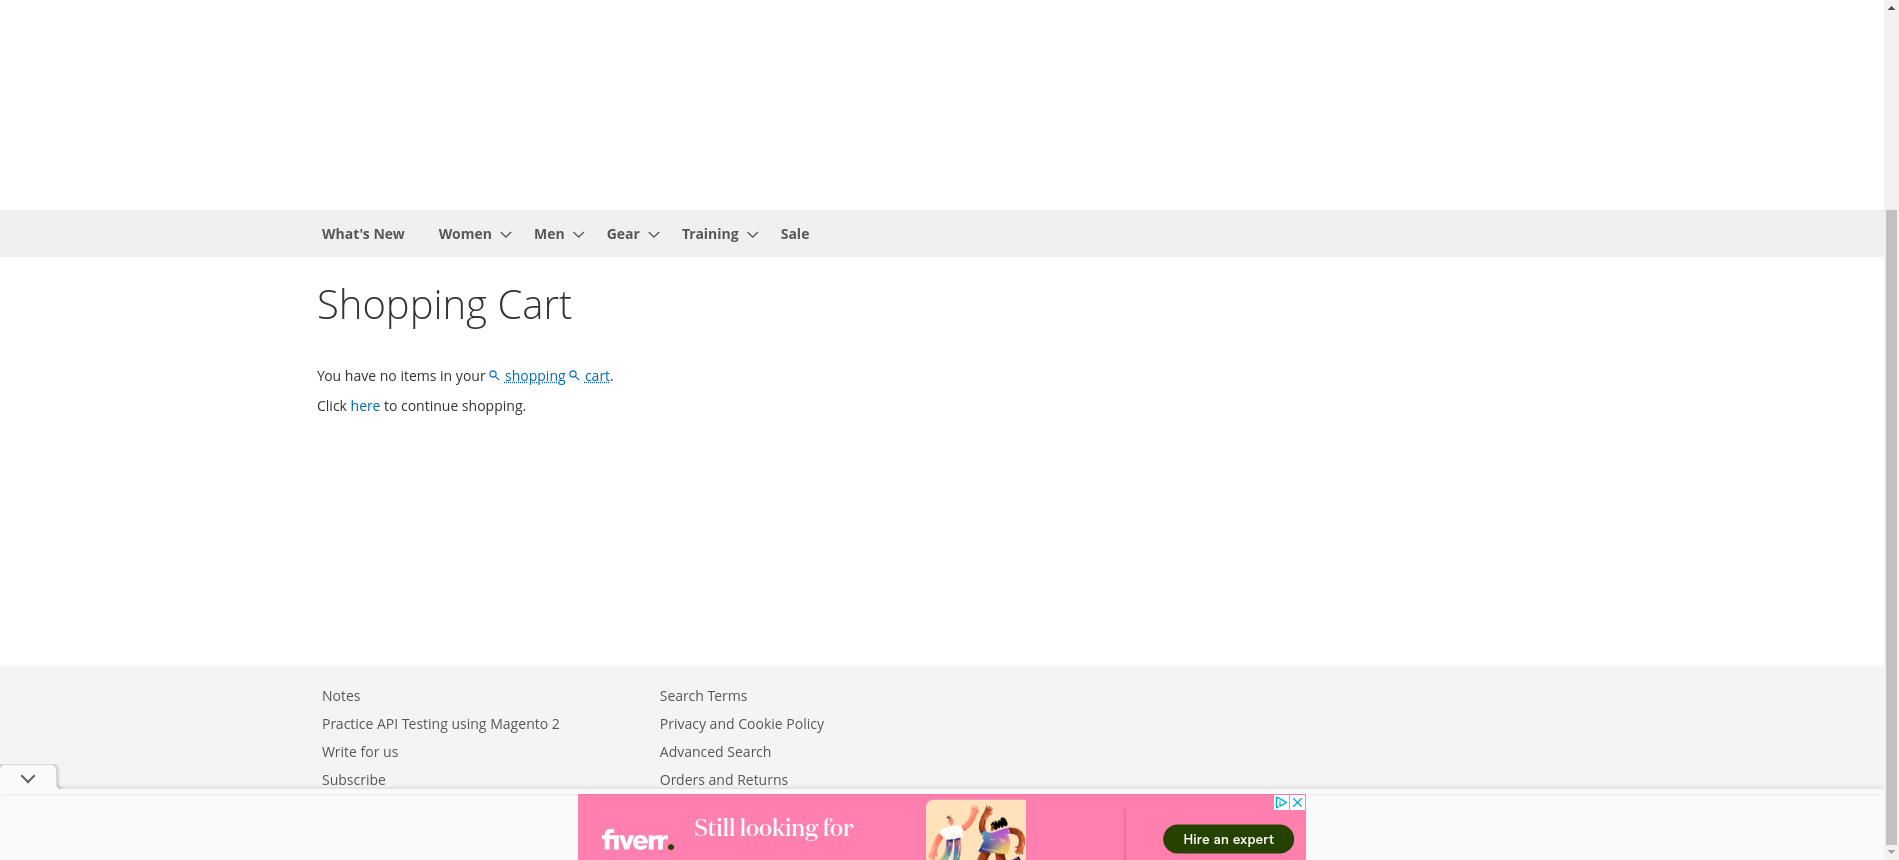 What's New Women Men Gear Training Sale
Shopping Cart
You have no items in your shopping cart.
Click here to continue shopping.
Notes
Practice API Testing using Magento 2
Write for us
Subscribe
Search Terms
Privacy and Cookie Policy
Advanced Search
Orders and Returns
fiverr.
Still looking for
Hire an expert